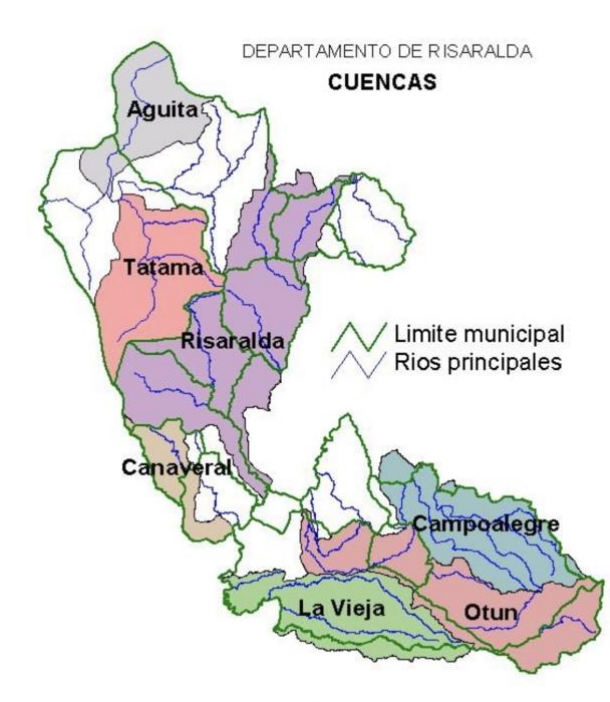 DEPARTAMENTO DE RISARALDA
CUENCAS
Aguita
Tatama
Risaralda
Limite municipal
Rios principales
Canaveral
Campoalegre
La Vieja
Otun